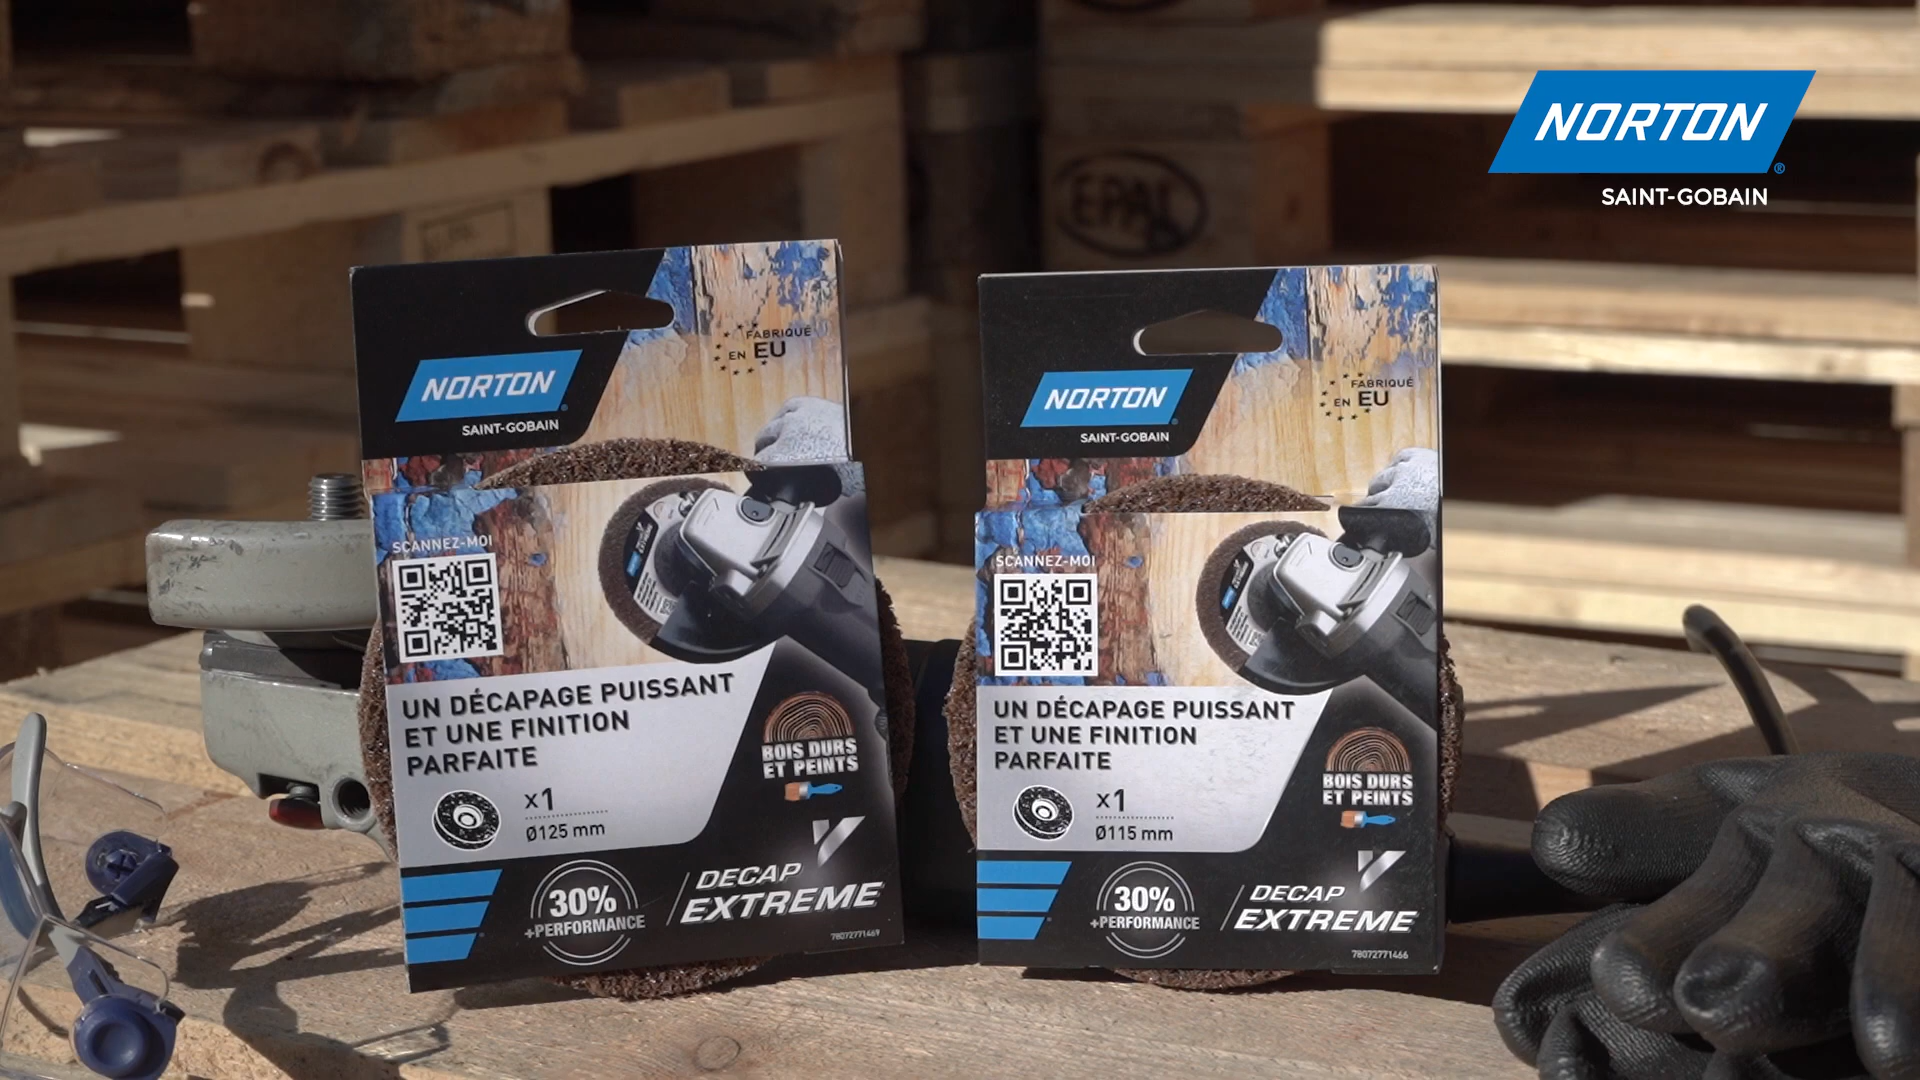 NORTON
®
SAINT-GOBAIN
EPAL
FABRIQUÉ
EN EU
NORTON
SAINT-GOBAIN
SCANNEZ-MOI
UN DÉCAPAGE PUISSANT
ET UNE FINITION
PARFAITE
x1
Ø125 mm
BOIS DURS
ET PEINTS
30%
+PERFORMANCE
DECAP
EXTREME
78072771469
FABRIQUÉ
EN EU
NORTON
SAINT-GOBAIN
SCANNEZ-MOI
UN DÉCAPAGE PUISSANT
ET UNE FINITION
PARFAITE
x1
Ø115 mm
BOIS DURS
ET PEINTS
30%
+PERFORMANCE
DECAP
EXTREME
78072771466